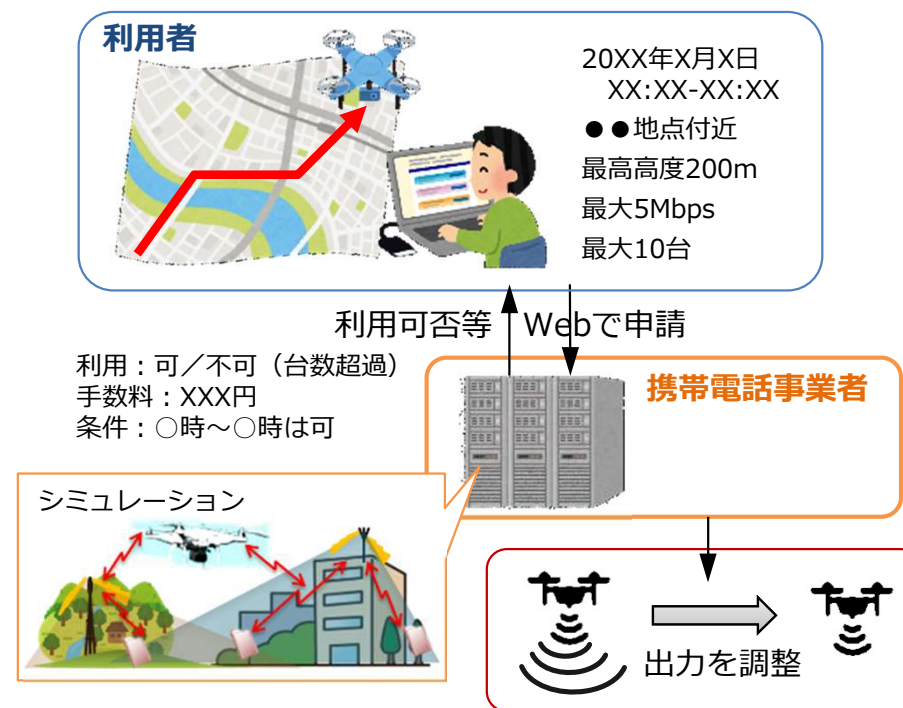 利用者
20XX年X月X日
XX:XX-XX:XX
●●地点付近
最高高度200m
最大5Mbps
最大10台
利用可否等
Webで申請
利用：可／不可（台数超過）
手数料：XXX円
条件：○時～○時は可
携帯電話事業者
シミュレーション
出力を調整